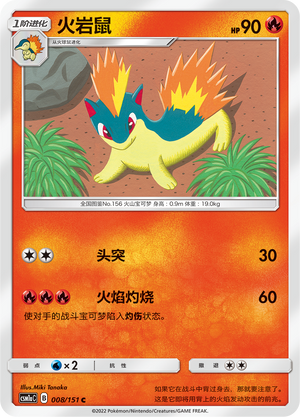 1阶进化
火岩鼠
HP90
从火球鼠进化
全国图鉴No.156 火山宝可梦 身高：0.9m 体重：19.0kg
头突 30
火焰灼烧 60
使对手的战斗宝可梦陷入灼伤状态。
弱点 ×2 抗性 撤退
Illus.Miki Tanaka
CSM1aC B 008/151 C
如果它在战斗中背过身去，那就要注意了。
这是它即将用背上的火焰发动攻击的前兆。
©2022 Pokémon/Nintendo/Creatures/GAME FREAK.